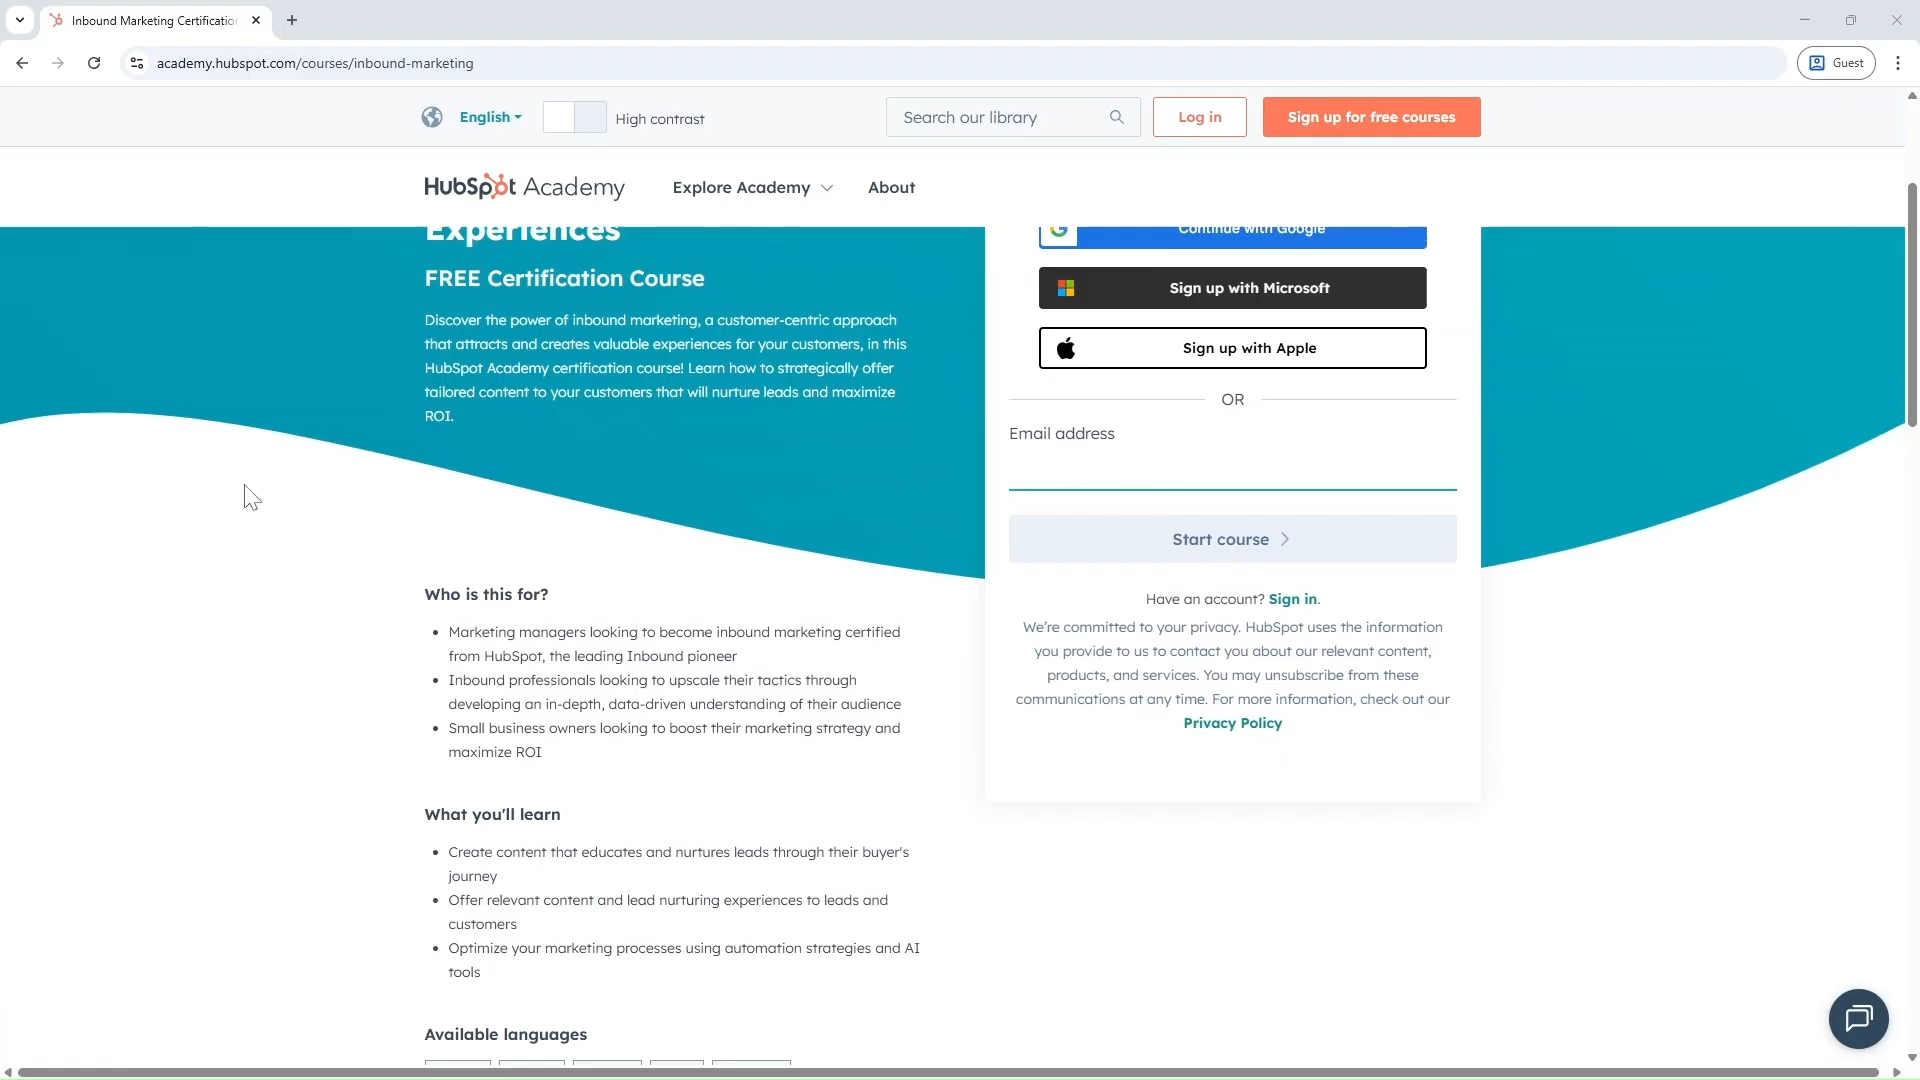 Inbound Marketing Certificatio
academy.hubspot.com/courses/inbound-marketing
Guest
English
High contrast
Search our library
Log in
Sign up for free courses
HubSpot Academy
Explore Academy
About
Experiences
FREE Certification Course
Discover the power of inbound marketing, a customer-centric approach
that attracts and creates valuable experiences for your customers, in this
HubSpot Academy certification course! Learn how to strategically offer
tailored content to your customers that will nurture leads and maximize
ROI.
Continue with Google
Sign up with Microsoft
Sign up with Apple
OR
Email address
Start course
Have an account? Sign in.
We're committed to your privacy. HubSpot uses the information
you provide to us to contact you about our relevant content,
products, and services. You may unsubscribe from these
communications at any time. For more information, check out our
Privacy Policy
Who is this for?
• Marketing managers looking to become inbound marketing certified
from HubSpot, the leading Inbound pioneer
• Inbound professionals looking to upscale their tactics through
developing an in-depth, data-driven understanding of their audience
• Small business owners looking to boost their marketing strategy and
maximize ROI
What you'll learn
• Create content that educates and nurtures leads through their buyer's
journey
• Offer relevant content and lead nurturing experiences to leads and
customers
• Optimize your marketing processes using automation strategies and AI
tools
Available languages